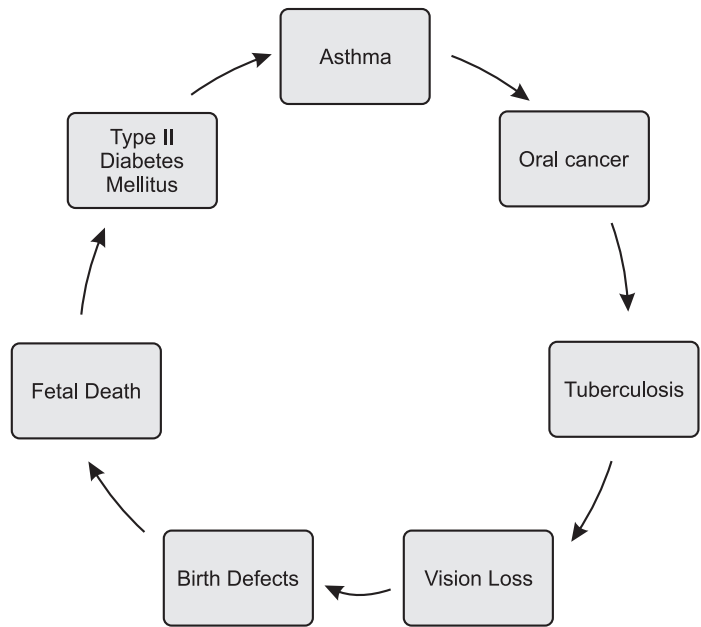 Asthma
Oral cancer
Tuberculosis
Vision Loss
Birth Defects
Fetal Death
Type II
Diabetes
Mellitus